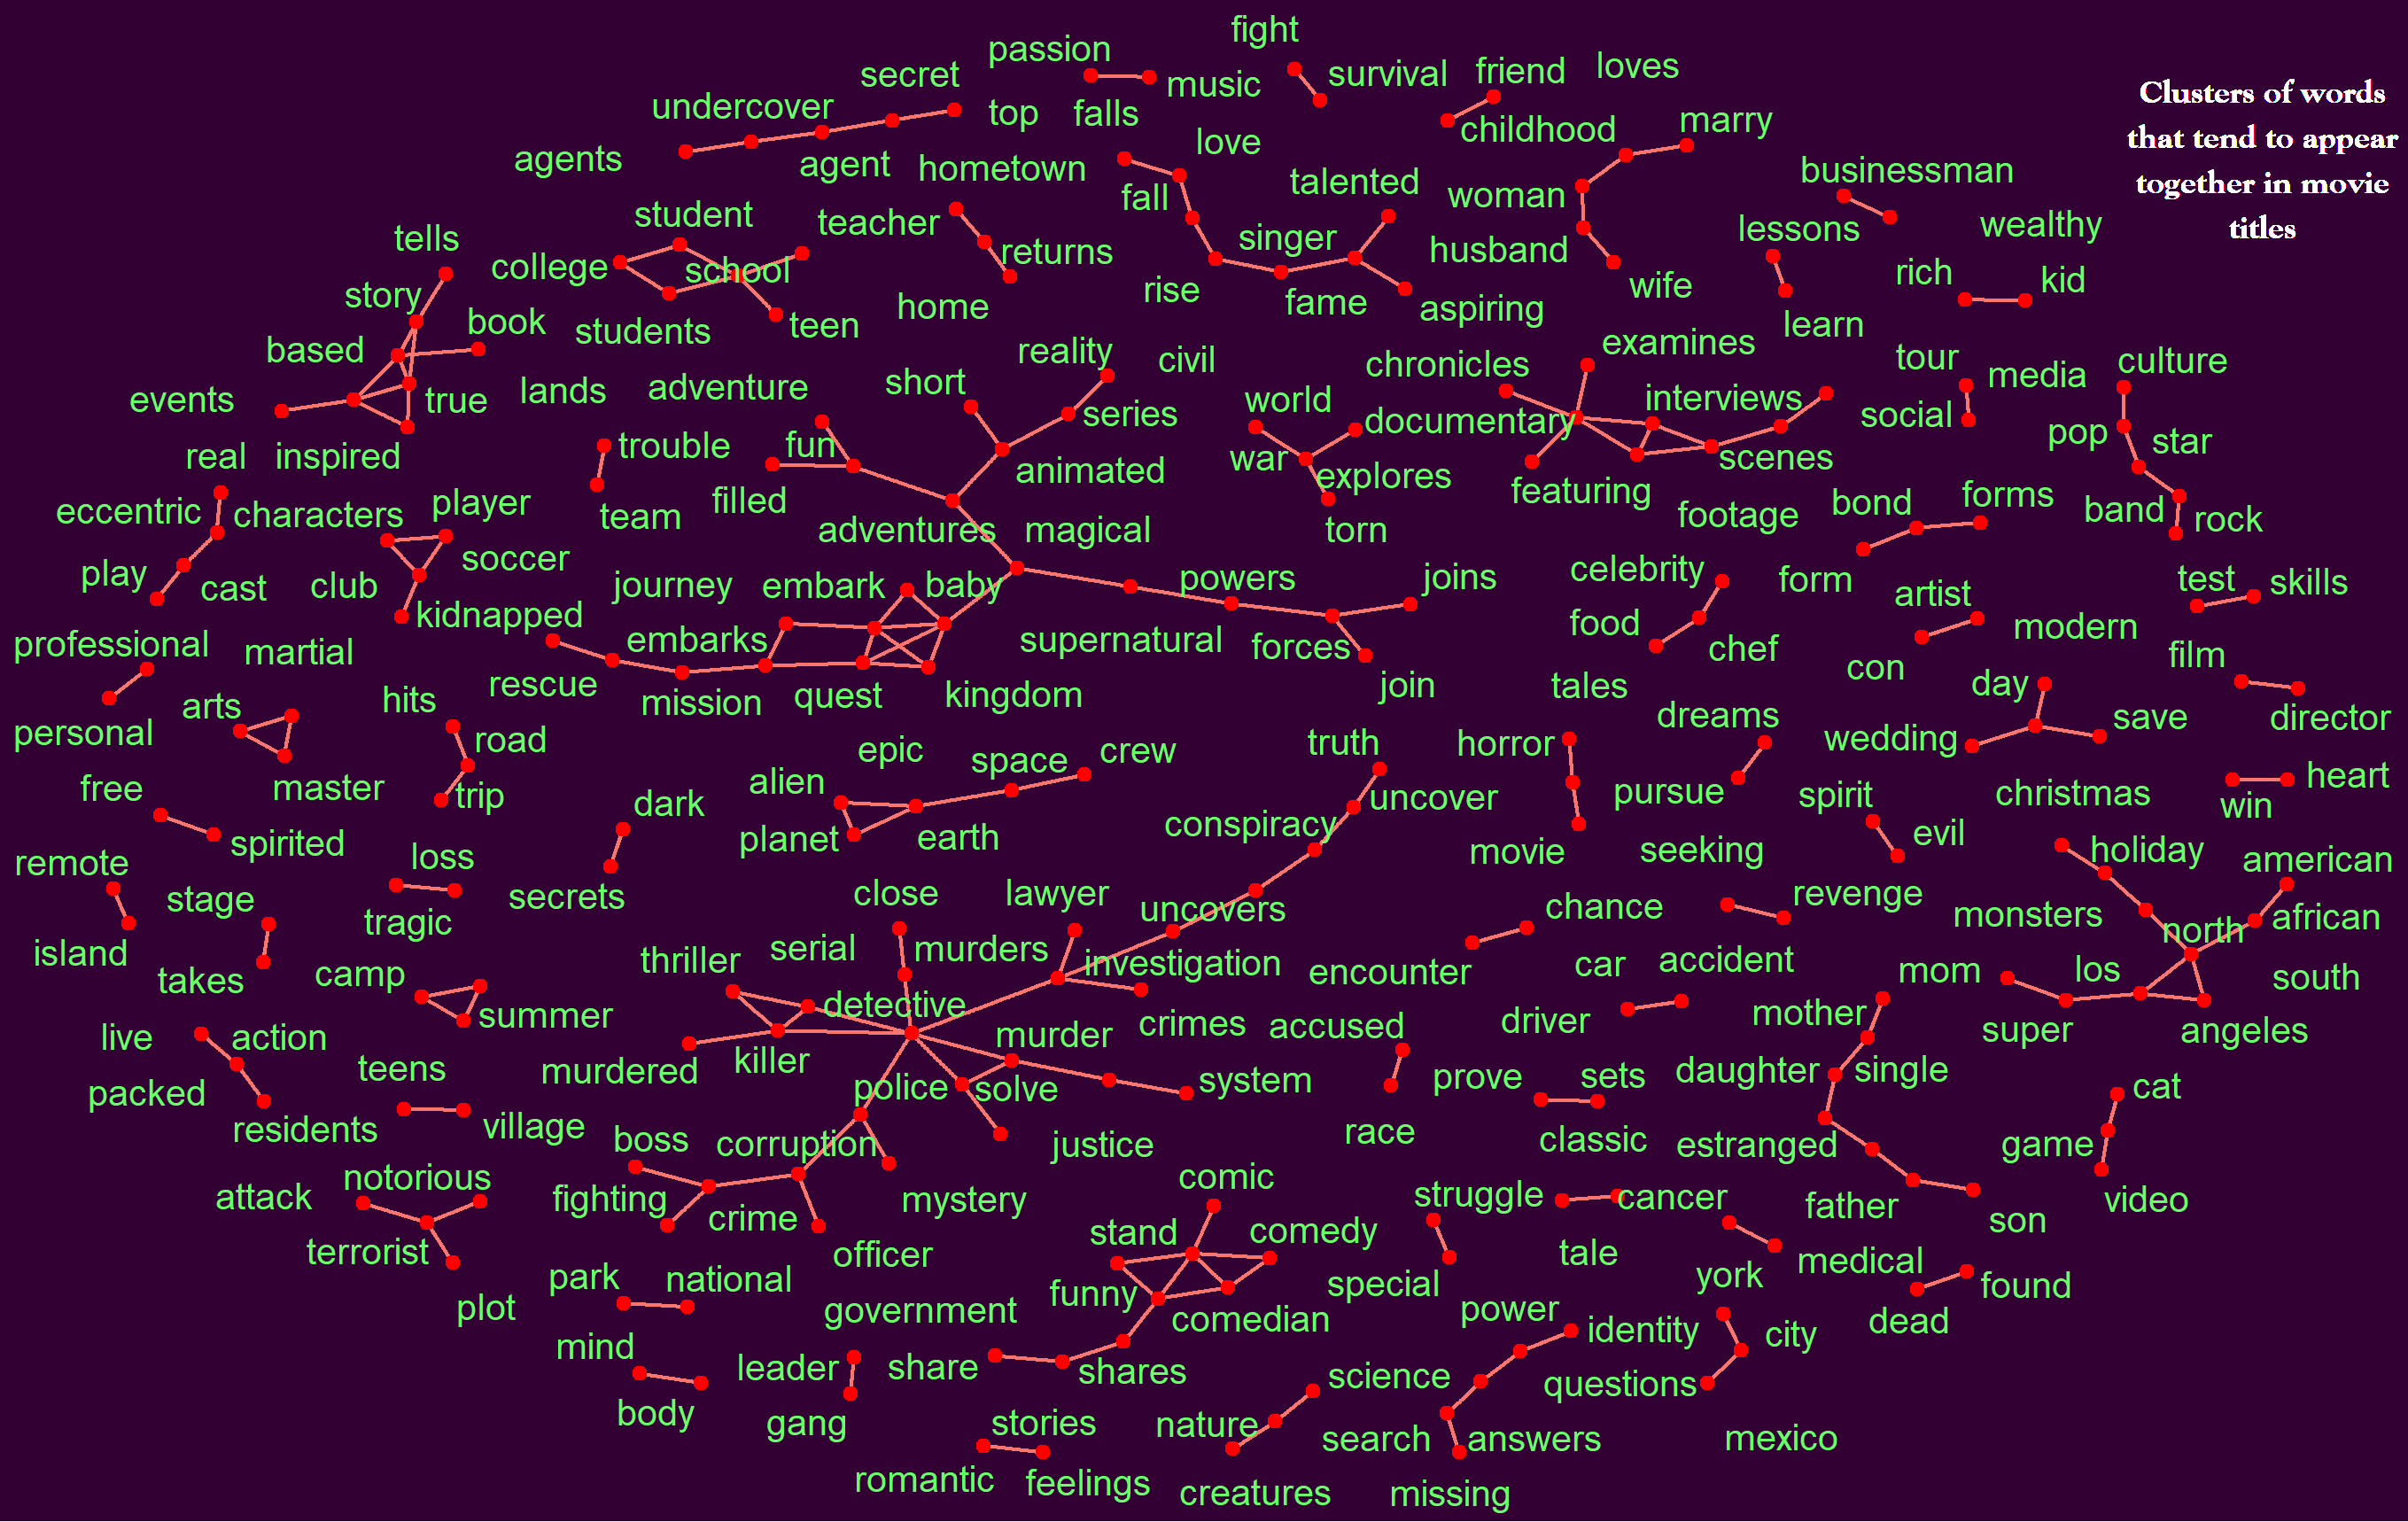 Clusters of words
that tend to appear
together in movie
titles
fight
passion
survival
friend
loves
secret
music
undercover
top
falls
childhood
marry
agents
agent
hometown
love
talented
businessman
student
teacher
fall
woman
lessons
wealthy
tells
college
school
returns
singer
husband
rich
kid
story
book
students
teen
home
rise
fame
aspiring
wife
learn
based
reality
civil
chronicles
examines
tour
media
culture
events
true
lands
adventure
short
series
world
documentary
interviews
social
pop
star
real
inspired
trouble
fun
animated
war
explores
scenes
eccentric
characters
player
team
filled
featuring
footage
bond
forms
band
rock
play
cast
club
soccer
adventures
magical
torn
celebrity
form
test
skills
kidnapped
journey
embark
baby
powers
joins
food
chef
artist
modern
professional
martial
rescue
embarks
supernatural
forces
con
film
personal
arts
hits
mission
quest
kingdom
join
tales
day
save
director
road
epic
space
crew
truth
horror
dreams
wedding
free
master
trip
alien
uncover
pursue
spirit
christmas
win
heart
spirited
dark
planet
earth
conspiracy
movie
seeking
evil
holiday
american
remote
loss
secrets
close
lawyer
uncovers
chance
revenge
monsters
north
african
stage
tragic
island
takes
camp
thriller
serial
murders
investigation
encounter
car
accident
mom
los
south
summer
detective
crimes
accused
driver
mother
super
angeles
live
action
teens
murdered
killer
murder
system
prove
sets
daughter
single
cat
packed
residents
village
police
solve
race
classic
estranged
game
boss
corruption
justice
video
attack
notorious
fighting
crime
mystery
comic
struggle
cancer
father
son
terrorist
officer
stand
comedy
tale
medical
plot
park
national
government
funny
comedian
special
york
dead
found
mind
leader
share
shares
power
identity
city
body
gang
stories
nature
science
questions
romantic
feelings
creatures
search
answers
mexico
missing